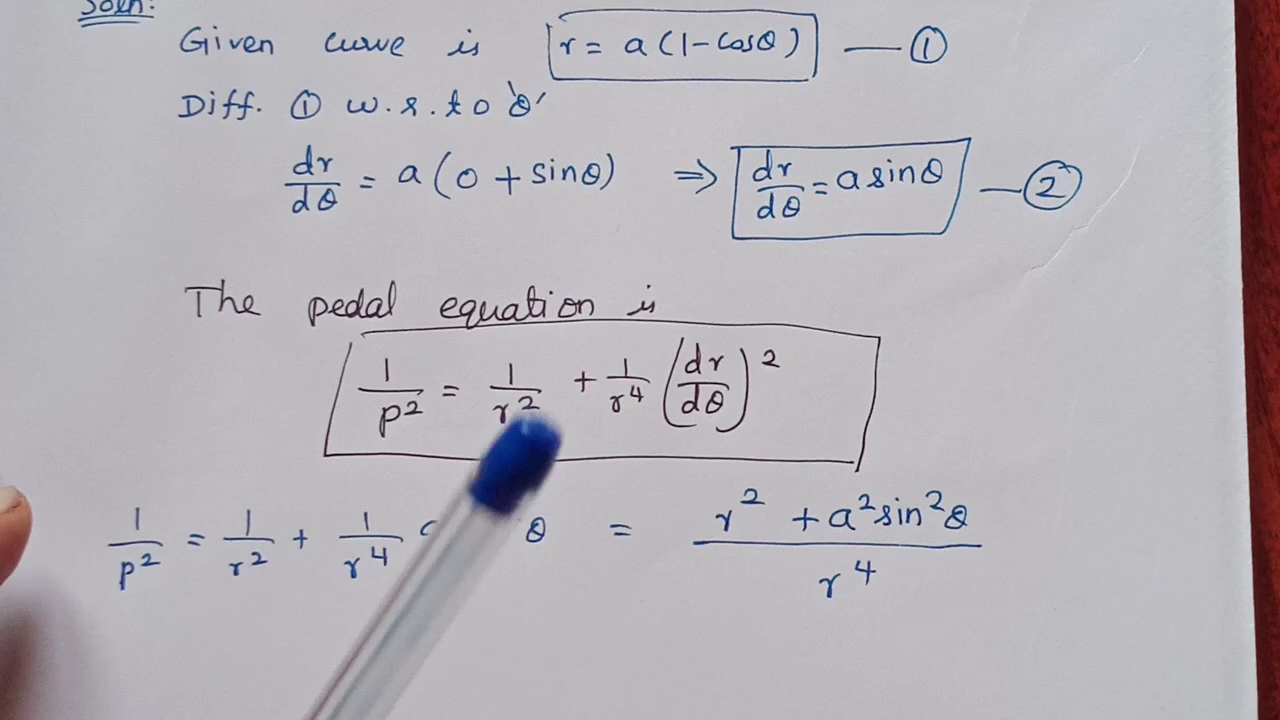 Soln:
Given curve is r = a(1-cosθ) — ①
Diff. ① w.r.to 'θ'
dr/dθ = a(0 + sinθ) ⇒ dr/dθ = a sinθ — ②
The pedal equation is
1/p² = 1/r² + 1/r⁴ (dr/dθ)²
1/p² = 1/r² + 1/r⁴ θ = (r² + a²sin²θ)/r⁴